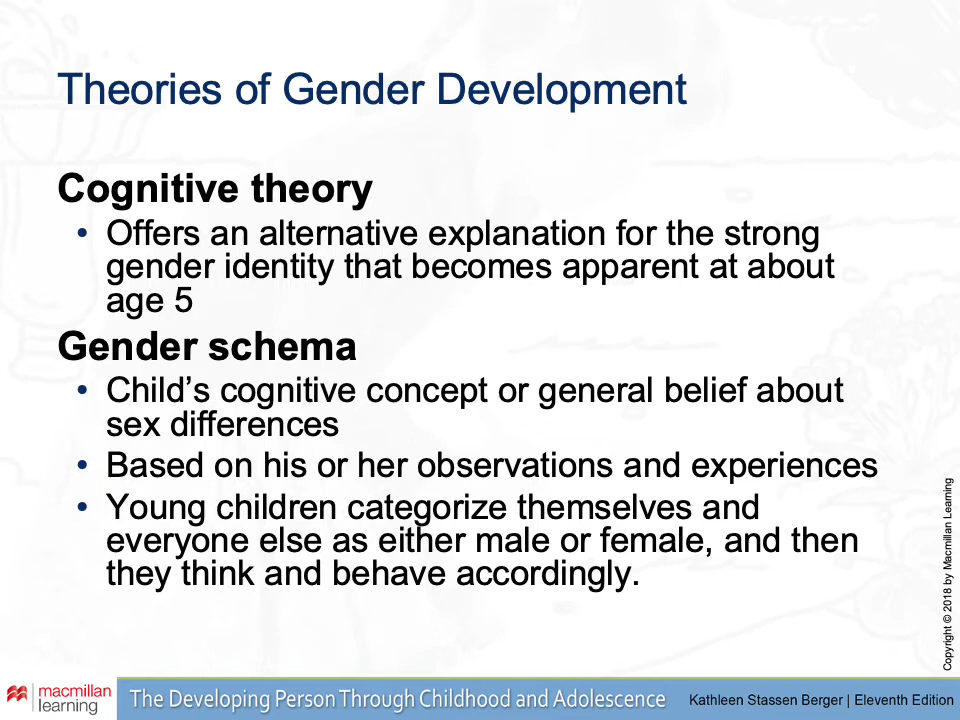 Theories of Gender Development
Cognitive theory
• Offers an alternative explanation for the strong
gender identity that becomes apparent at about
age 5
Gender schema
• Child’s cognitive concept or general belief about
sex differences
• Based on his or her observations and experiences
• Young children categorize themselves and
everyone else as either male or female, and then
they think and behave accordingly.
Copyright © 2018 by Macmillan Learning
macmillan
learning
The Developing Person Through Childhood and Adolescence
Kathleen Stassen Berger | Eleventh Edition